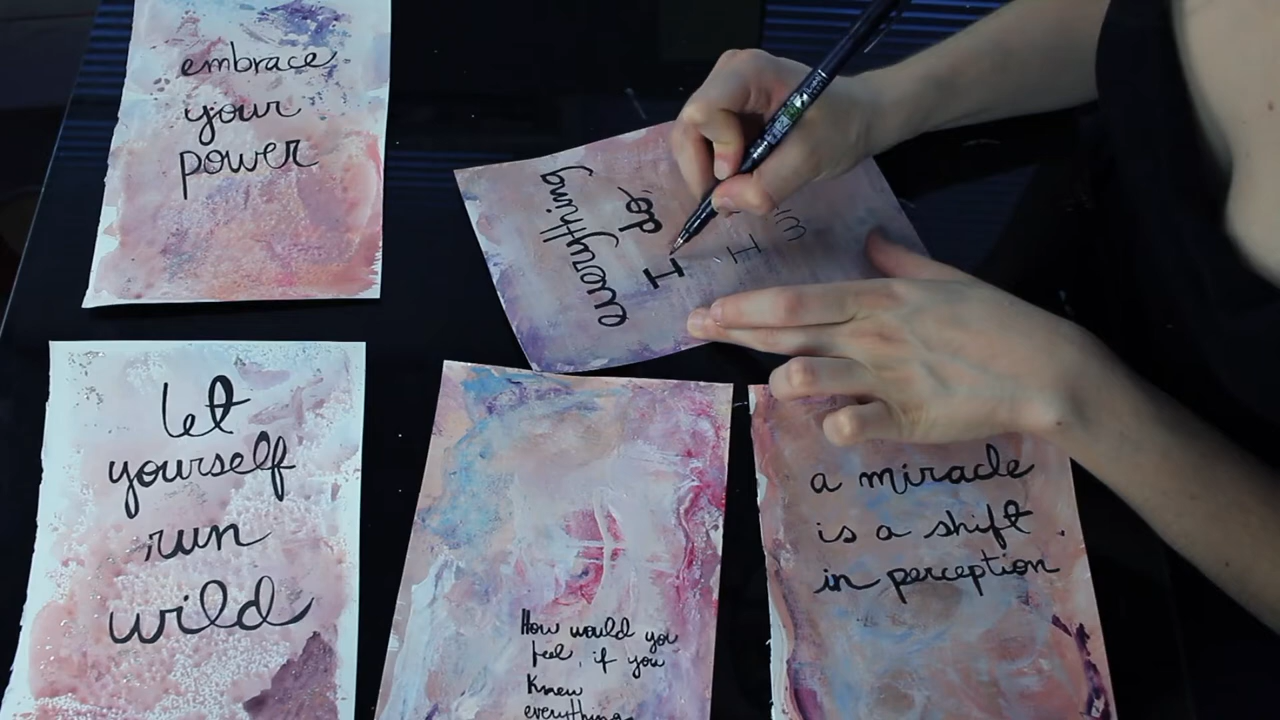 embrace
your
power
everything
I do,
I
I
let
yourself
run
wild
How would you
feel, if you
knew
everything
a miracle
is a shift
in perception